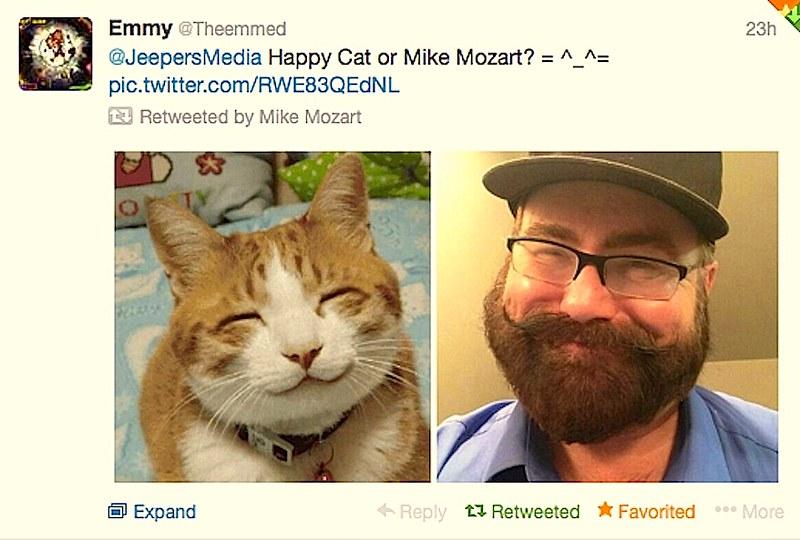 Emmy @Theemmed 23h
@JeepersMedia Happy Cat or Mike Mozart? = ^_^=
pic.twitter.com/RWE83QEdNL
Retweeted by Mike Mozart
Expand Reply Retweeted Favorited More